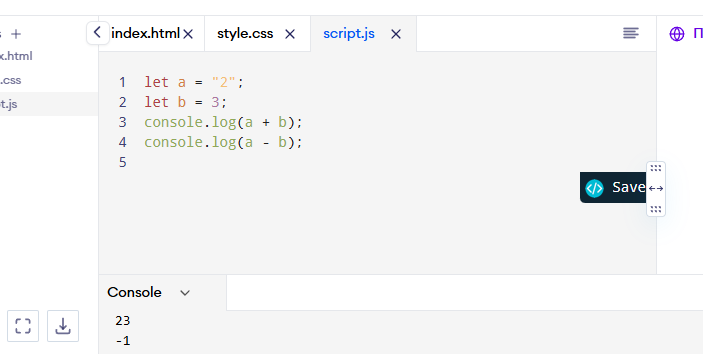 s +
x.html
.css
t.js
index.html ×
style.css ×
script.js ×
П
1 let a = "2";
2 let b = 3;
3 console.log(a + b);
4 console.log(a - b);
5
</> Save
Console
23
-1